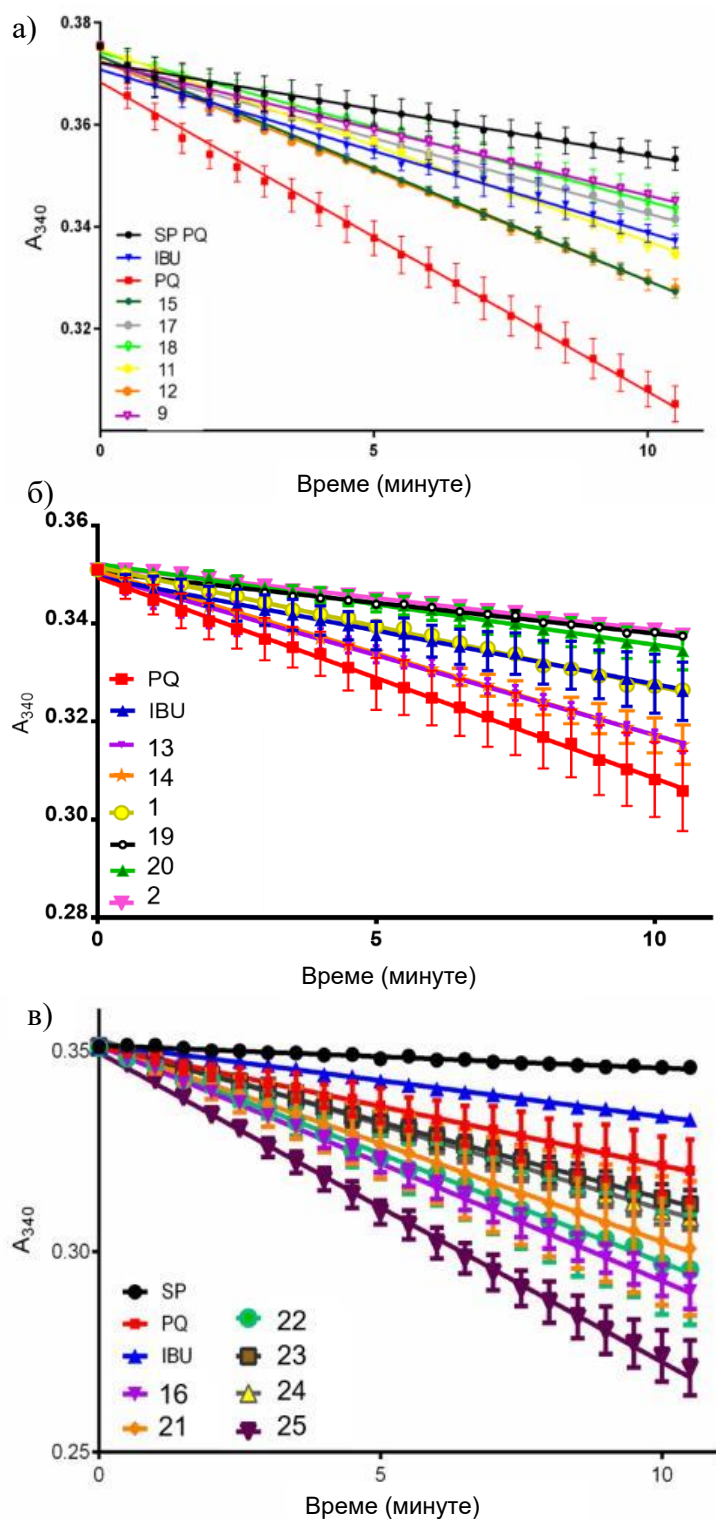 а)
0.38
0.36
0.34
0.32
A340
SP PQ
IBU
PQ
15
17
18
11
12
9
0
5
10
Време (минуте)
б)
0.36
0.34
0.32
0.30
0.28
A340
PQ
IBU
13
14
1
19
20
2
0
5
10
Време (минуте)
в)
0.35
0.30
0.25
A340
SP
PQ
IBU
16
21
22
23
24
25
0
5
10
Време (минуте)